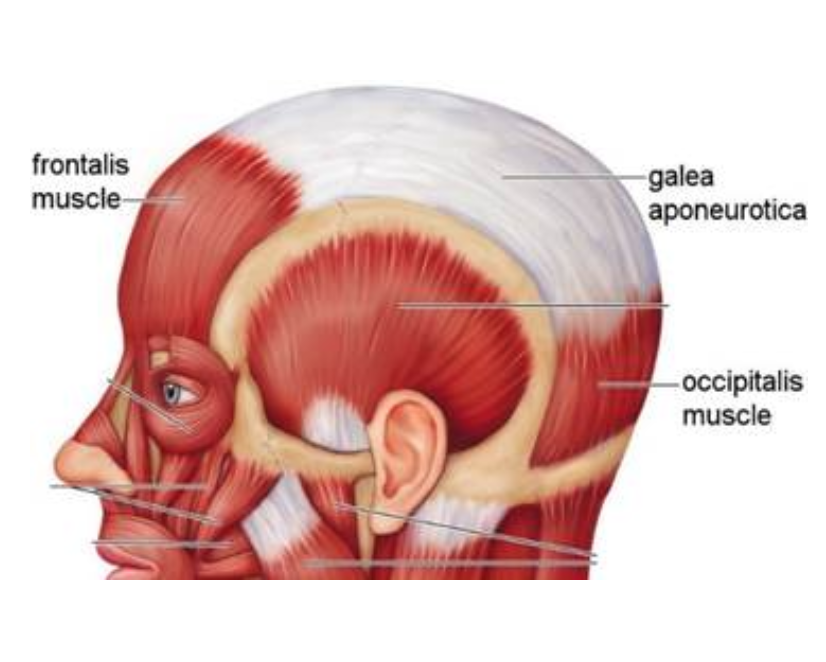 frontalis
muscle
galea
aponeurotica
occipitalis
muscle